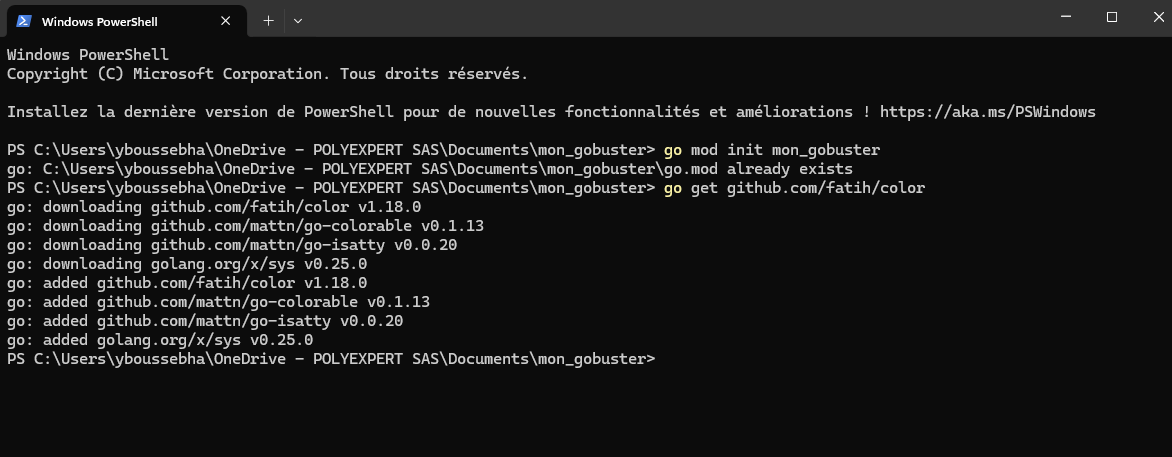 Windows PowerShell
Windows PowerShell
Copyright (C) Microsoft Corporation. Tous droits réservés.
Installez la dernière version de PowerShell pour de nouvelles fonctionnalités et améliorations ! https://aka.ms/PSWindows
PS C:\Users\yboussebha\OneDrive - POLYEXPERT SAS\Documents\mon_gobuster> go mod init mon_gobuster
go: C:\Users\yboussebha\OneDrive - POLYEXPERT SAS\Documents\mon_gobuster\go.mod already exists
PS C:\Users\yboussebha\OneDrive - POLYEXPERT SAS\Documents\mon_gobuster> go get github.com/fatih/color
go: downloading github.com/fatih/color v1.18.0
go: downloading github.com/mattn/go-colorable v0.1.13
go: downloading github.com/mattn/go-isatty v0.0.20
go: downloading golang.org/x/sys v0.25.0
go: added github.com/fatih/color v1.18.0
go: added github.com/mattn/go-colorable v0.1.13
go: added github.com/mattn/go-isatty v0.0.20
go: added golang.org/x/sys v0.25.0
PS C:\Users\yboussebha\OneDrive - POLYEXPERT SAS\Documents\mon_gobuster>